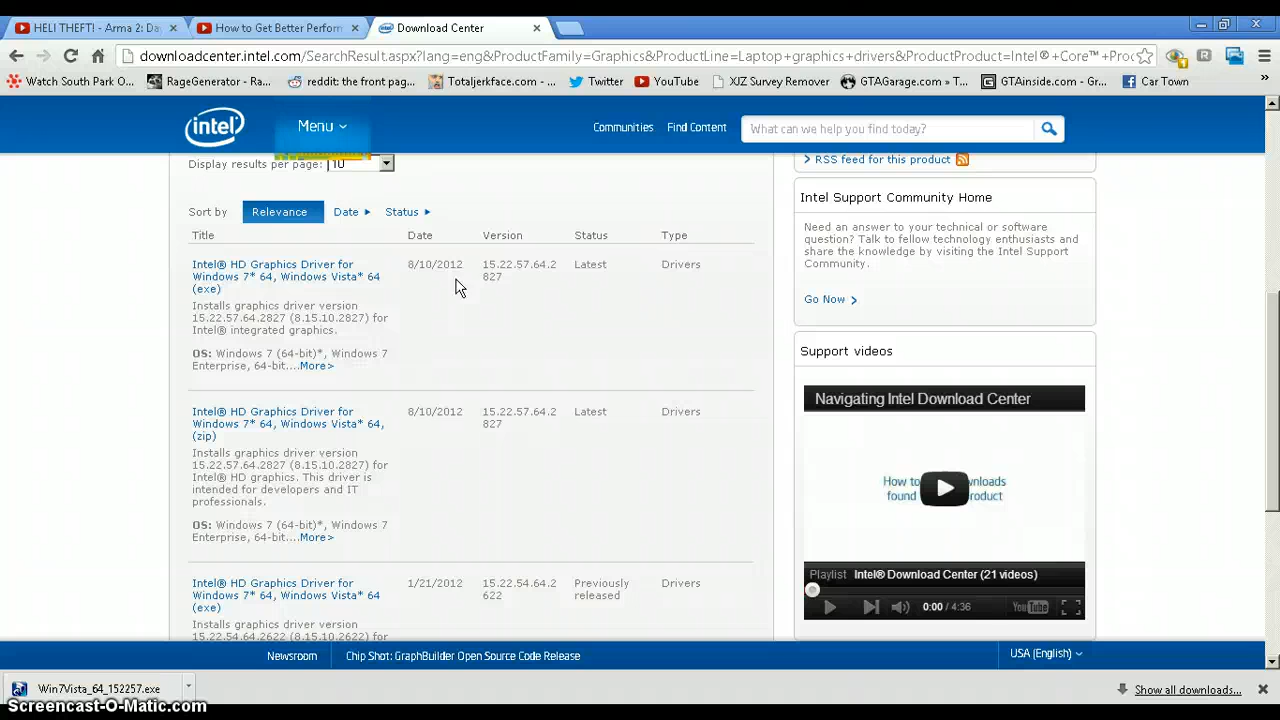 HELI THEFT! - Arma 2: Da
How to Get Better Perform
Download Center
downloadcenter.intel.com/SearchResult.aspx?lang=eng&ProductFamily=Graphics&ProductLine=Laptop+graphics+drivers&ProductProduct=Intel®+Core™+Proc
Watch South Park O...
RageGenerator - Ra...
reddit: the front pag...
Totaljerkface.com - ...
Twitter
YouTube
XJZ Survey Remover
GTAGarage.com » T...
GTAinside.com - Gr...
Car Town
»
intel
Menu
Communities
Find Content
What can we help you find today?
Display results per page: 10
Sort by Relevance Date Status
Title Date Version Status Type
Intel® HD Graphics Driver for
Windows 7* 64, Windows Vista* 64
(exe)
8/10/2012
15.22.57.64.2
827
Latest
Drivers
Installs graphics driver version
15.22.57.64.2827 (8.15.10.2827) for
Intel® integrated graphics.
OS: Windows 7 (64-bit)*, Windows 7
Enterprise, 64-bit....More>
Intel® HD Graphics Driver for
Windows 7* 64, Windows Vista* 64,
(zip)
8/10/2012
15.22.57.64.2
827
Latest
Drivers
Installs graphics driver version
15.22.57.64.2827 (8.15.10.2827) for
Intel® HD graphics. This driver is
intended for developers and IT
professionals.
OS: Windows 7 (64-bit)*, Windows 7
Enterprise, 64-bit....More>
Intel® HD Graphics Driver for
Windows 7* 64, Windows Vista* 64
(exe)
1/21/2012
15.22.54.64.2
622
Previously
released
Drivers
Installs graphics driver version
15.22.54.64.2622 (8.15.10.2622) for
RSS feed for this product
Intel Support Community Home
Need an answer to your technical or software
question? Talk to fellow technology enthusiasts and
share the knowledge by visiting the Intel Support
Community.
Go Now
Support videos
Navigating Intel Download Center
How to nloads
found oduct
Playlist Intel® Download Center (21 videos)
0:00 / 4:36
YouTube
Newsroom
Chip Shot: GraphBuilder Open Source Code Release
USA (English)
Win7Vista_64_152257.exe
Show all downloads...
Screencast-O-Matic.com